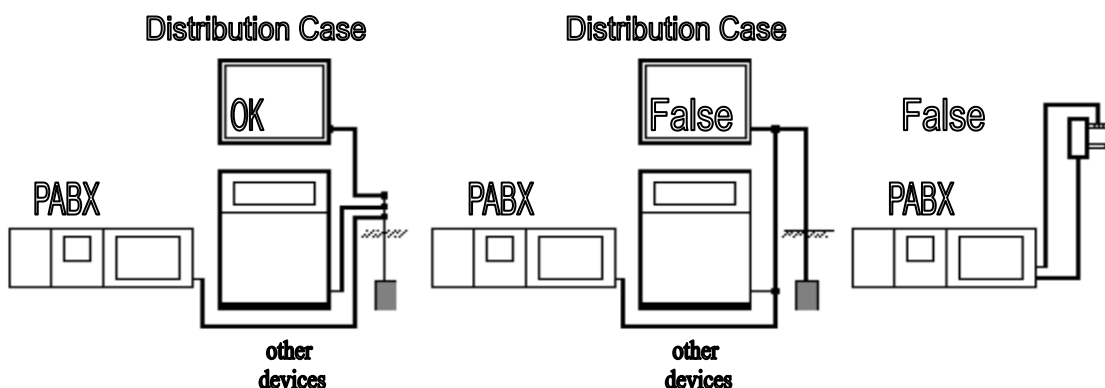 Distribution Case
OK
PABX
other
devices
Distribution Case
False
PABX
other
devices
False
PABX